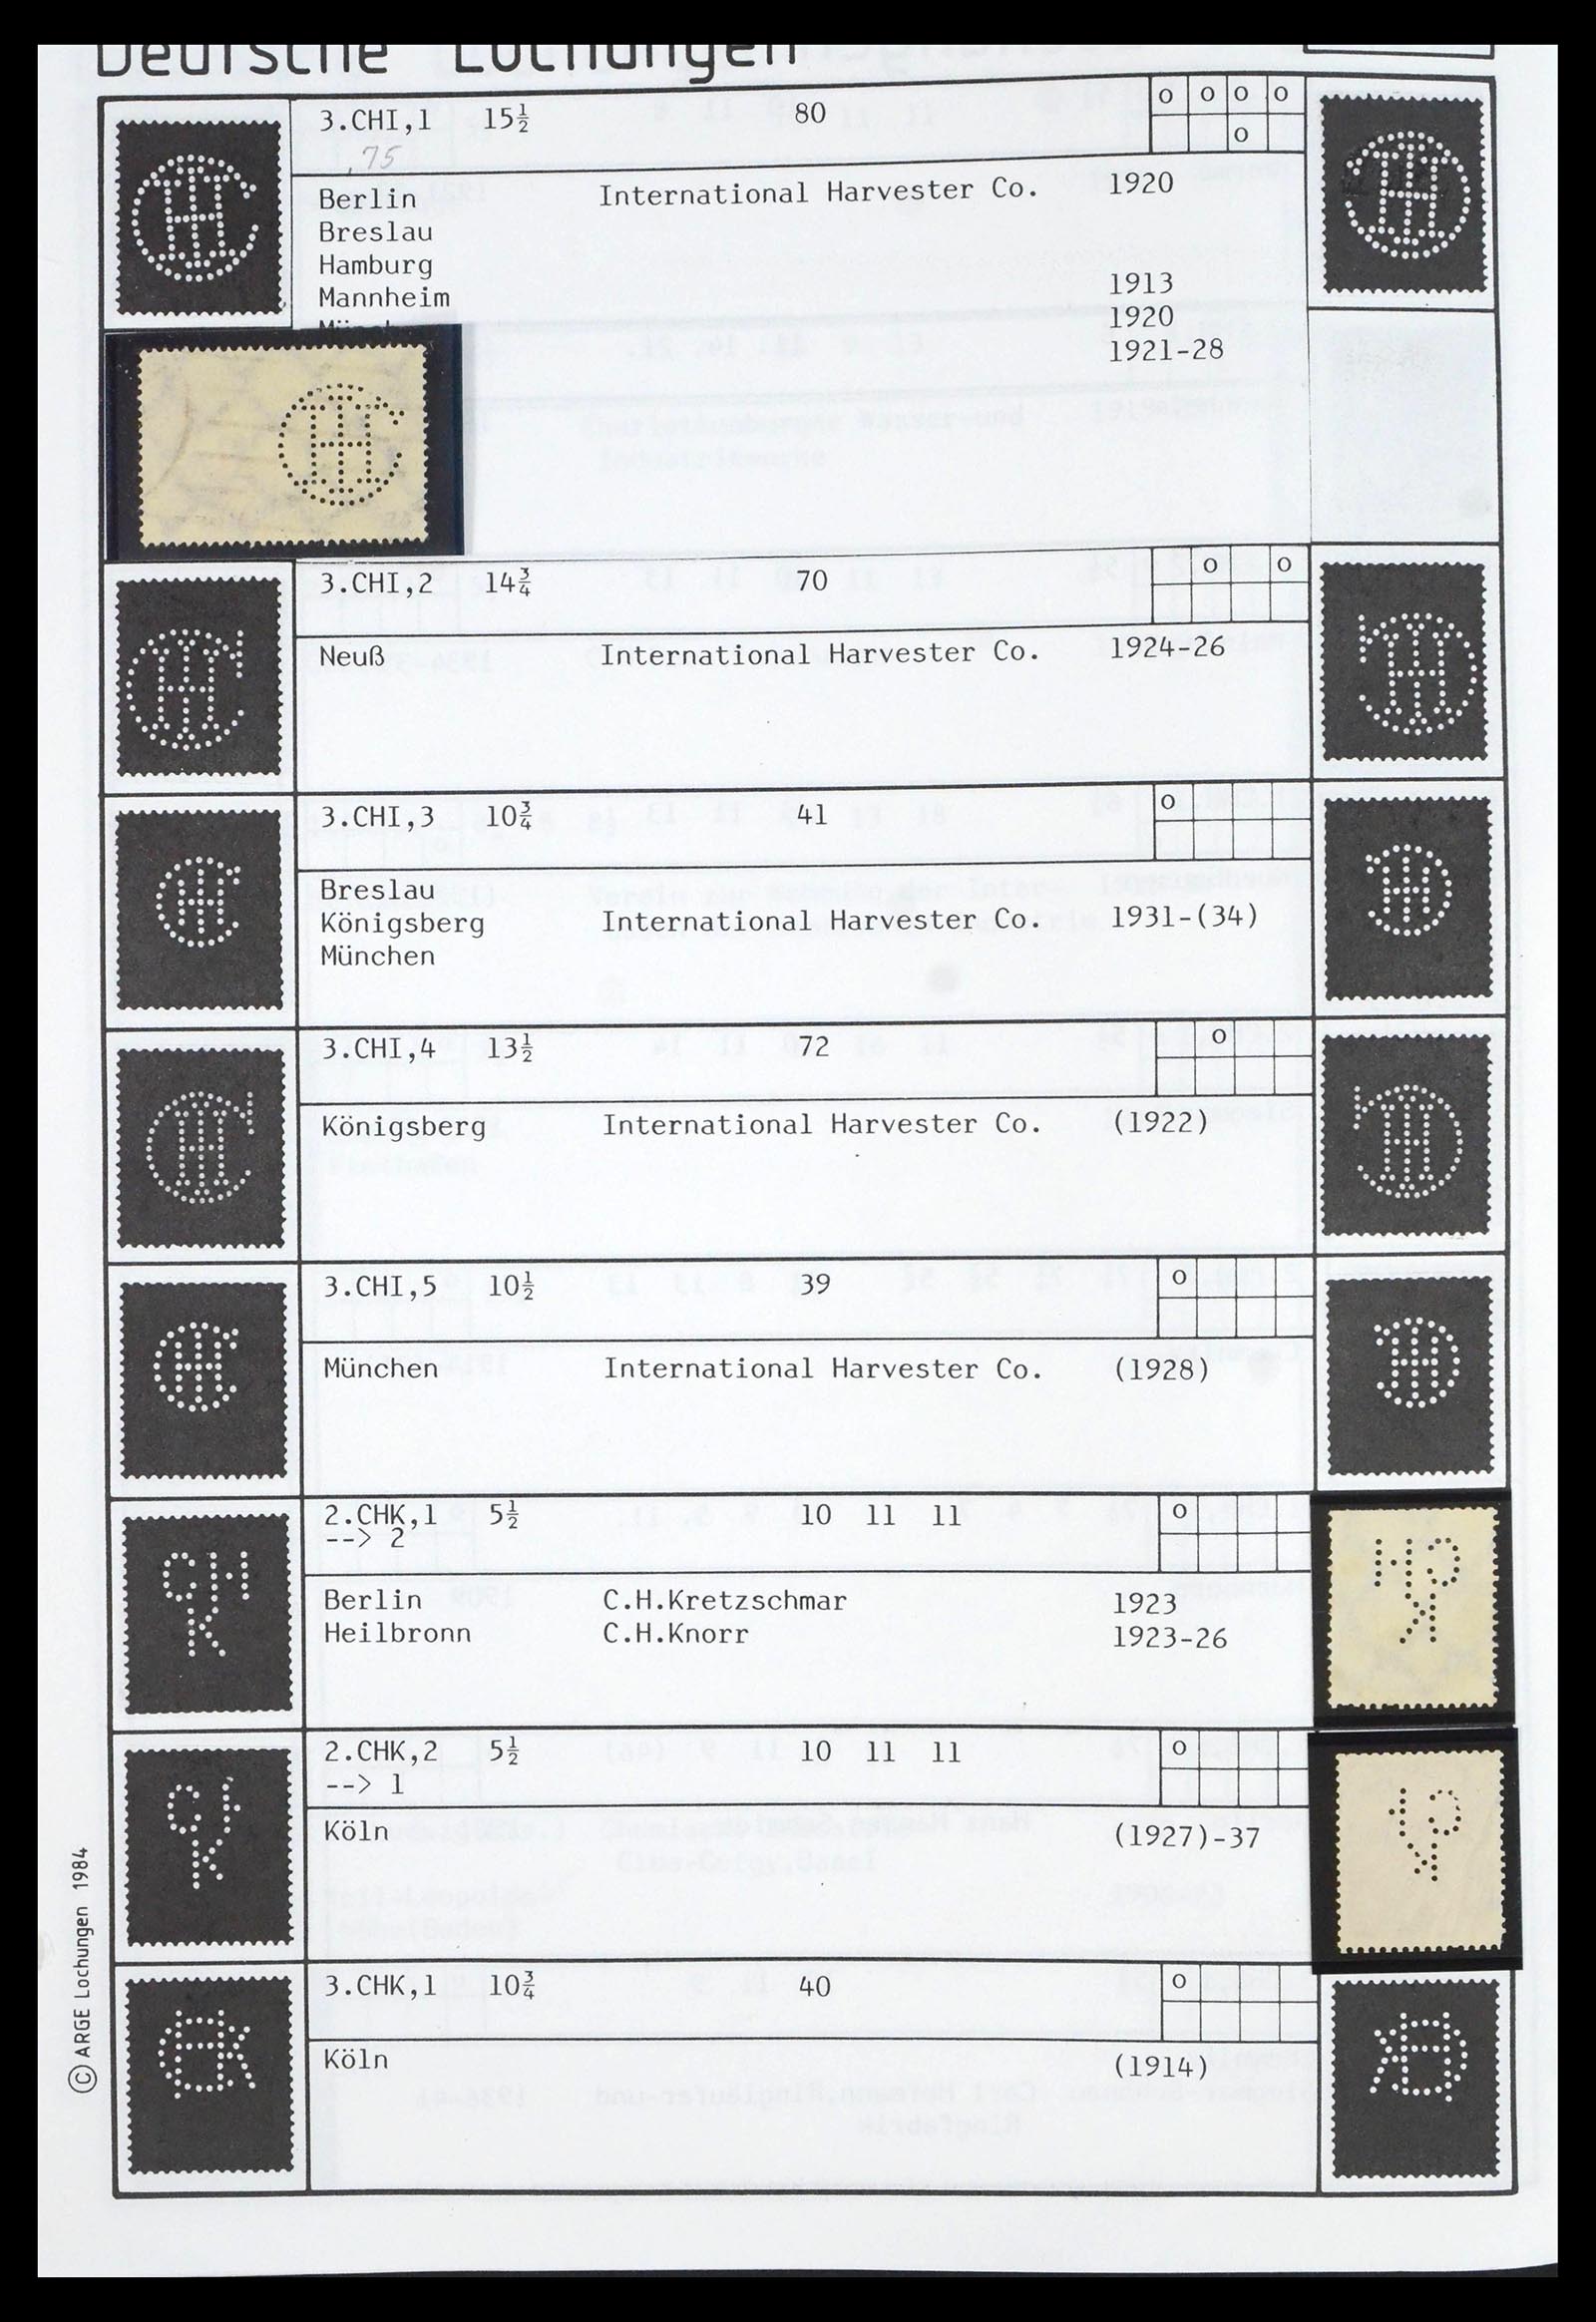 Deutsche Lochungen
3.CHI,1 15½ 80 o o o o
,75 o
Berlin International Harvester Co. 1920
Breslau
Hamburg
Mannheim 1913
1920
1921-28
3.CHI,2 14¾ 70 o o
Neuß International Harvester Co. 1924-26
3.CHI,3 10¾ 41 o
Breslau
Königsberg International Harvester Co. 1931-(34)
München
3.CHI,4 13½ 72 o
Königsberg International Harvester Co. (1922)
3.CHI,5 10½ 39 o
München International Harvester Co. (1928)
2.CHK,1 5½ 10 11 11 o
--> 2
CH
K
Berlin C.H.Kretzschmar 1923
Heilbronn C.H.Knorr 1923-26
2.CHK,2 5½ 10 11 11 o
--> 1
Köln (1927)-37
3.CHK,1 10¾ 40 o
Köln (1914)
© ARGE Lochungen 1984